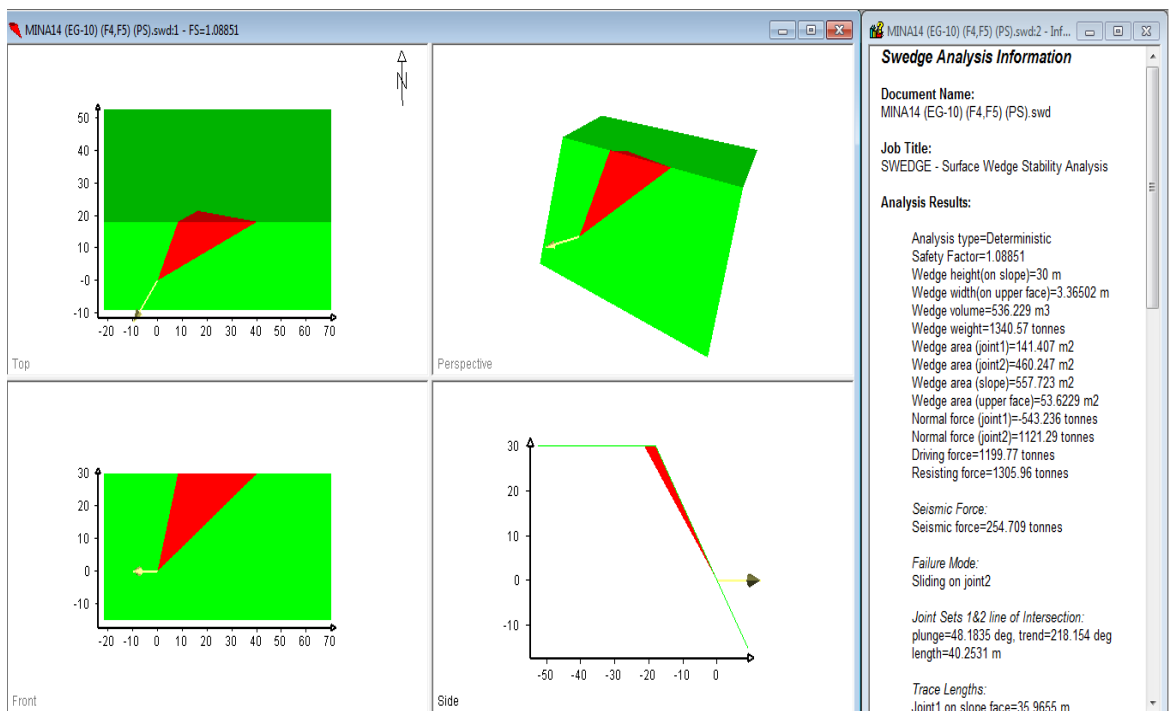 MINA14 (EG-10) (F4,F5) (PS).swd:1 - FS=1.08851
N
50
40
30
20
10
-0
-10
-20 -10 0 10 20 30 40 50 60 70
Top
Perspective
30
20
10
0
-10
-20 -10 0 10 20 30 40 50 60 70
Front
30
20
10
0
-10
-50 -40 -30 -20 -10 0
Side
MINA14 (EG-10) (F4,F5) (PS).swd:2 - Inf...
Swedge Analysis Information
Document Name:
MINA14 (EG-10) (F4,F5) (PS).swd
Job Title:
SWEDGE - Surface Wedge Stability Analysis
Analysis Results:
Analysis type=Deterministic
Safety Factor=1.08851
Wedge height(on slope)=30 m
Wedge width(on upper face)=3.36502 m
Wedge volume=536.229 m3
Wedge weight=1340.57 tonnes
Wedge area (joint1)=141.407 m2
Wedge area (joint2)=460.247 m2
Wedge area (slope)=557.723 m2
Wedge area (upper face)=53.6229 m2
Normal force (joint1)=-543.236 tonnes
Normal force (joint2)=1121.29 tonnes
Driving force=1199.77 tonnes
Resisting force=1305.96 tonnes
Seismic Force:
Seismic force=254.709 tonnes
Failure Mode:
Sliding on joint2
Joint Sets 1&2 line of Intersection:
plunge=48.1835 deg, trend=218.154 deg
length=40.2531 m
Trace Lengths:
Joint1 on slope face=35.9655 m